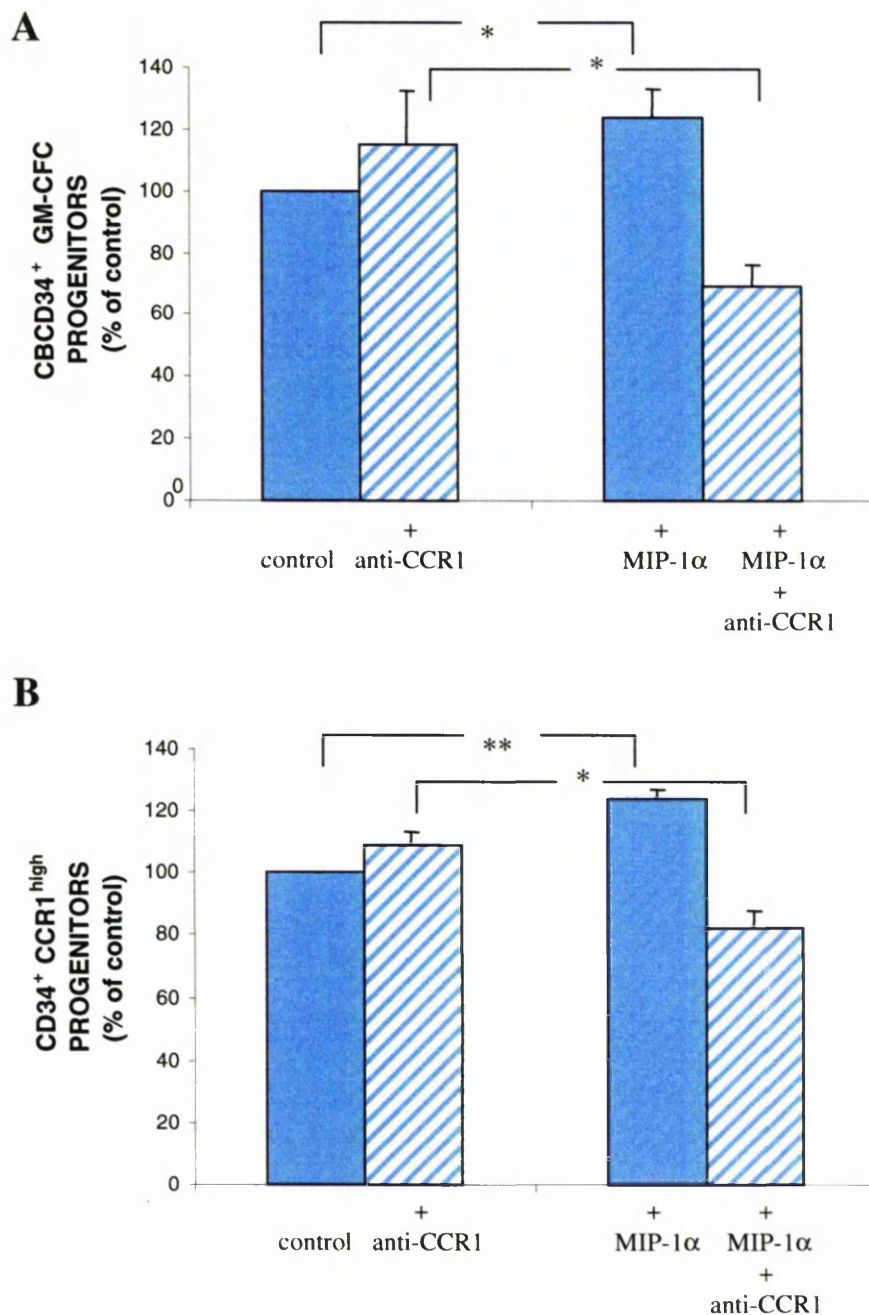 A
*
*
140
120
100
80
60
40
20
0
0
CBCD34⁺ GM-CFC
PROGENITORS
(% of control)
+ + +
control anti-CCR1 MIP-1α MIP-1α
+
anti-CCR1
B
**
*
140
120
100
80
60
40
20
0
CD34⁺ CCR1ʰⁱᵍʰ
PROGENITORS
(% of control)
+ + +
control anti-CCR1 MIP-1α MIP-1α
+
anti-CCR1